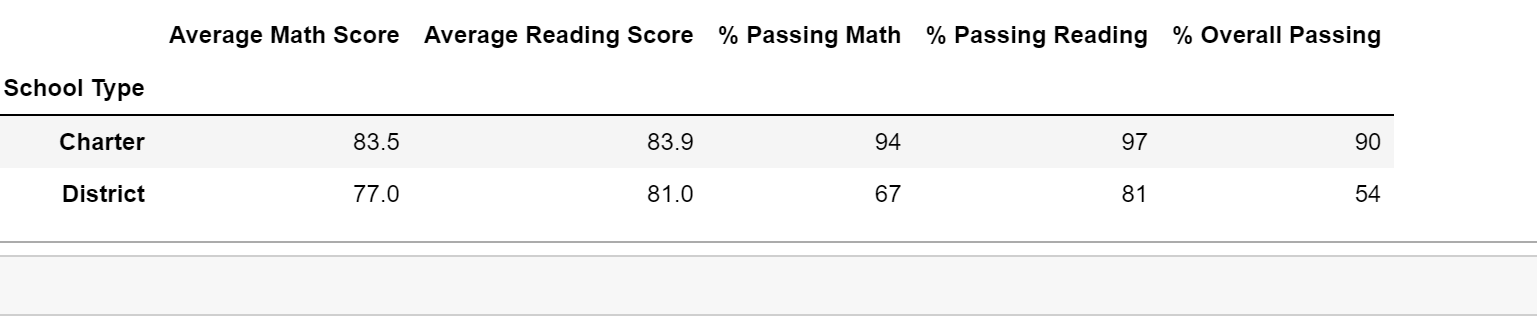 Average Math Score Average Reading Score % Passing Math % Passing Reading % Overall Passing
School Type
Charter 83.5 83.9 94 97 90
District 77.0 81.0 67 81 54